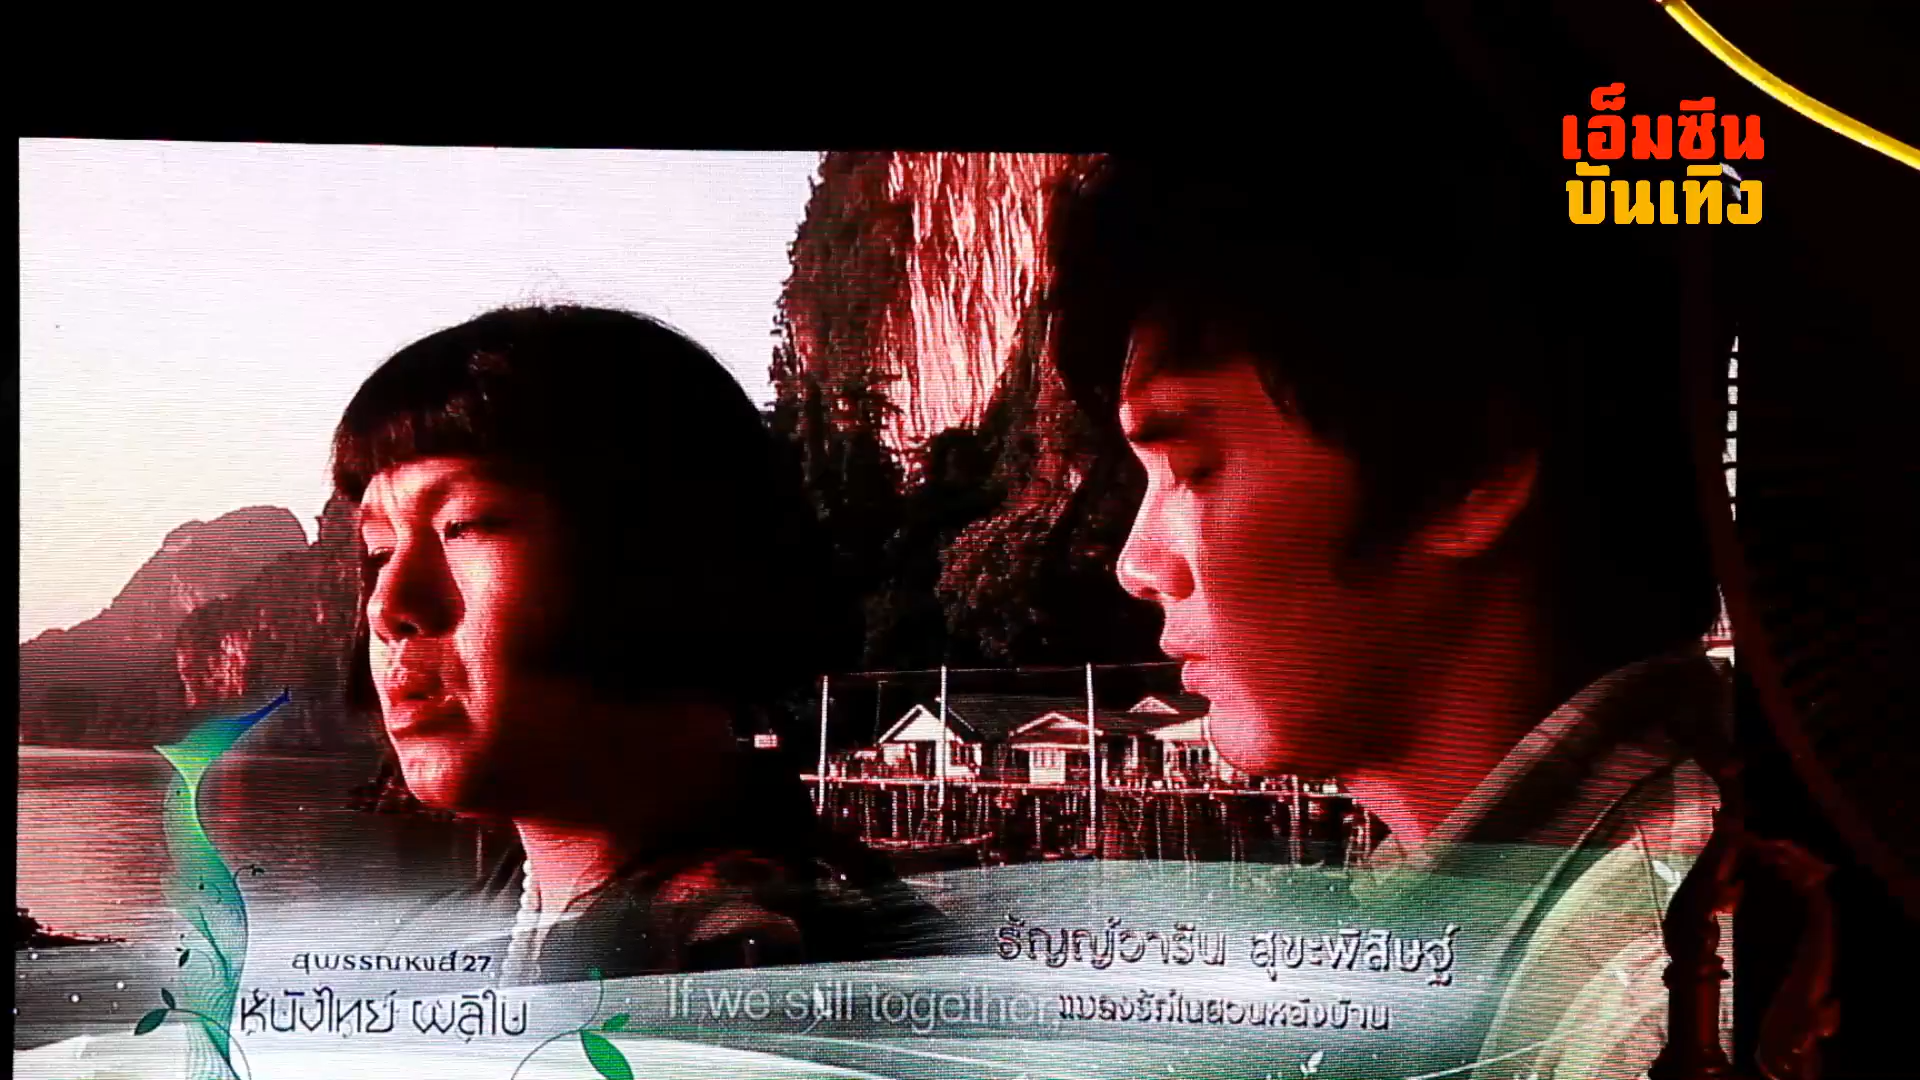 เอ็มซีน
บันเทิง
สุพรรณหงส์ 27
หนังไทย ผลิใบ
If we still together,
ธัญญ์วาริน สุขะพิสิษฐ์
แมลงรักในสวนหลังบ้าน